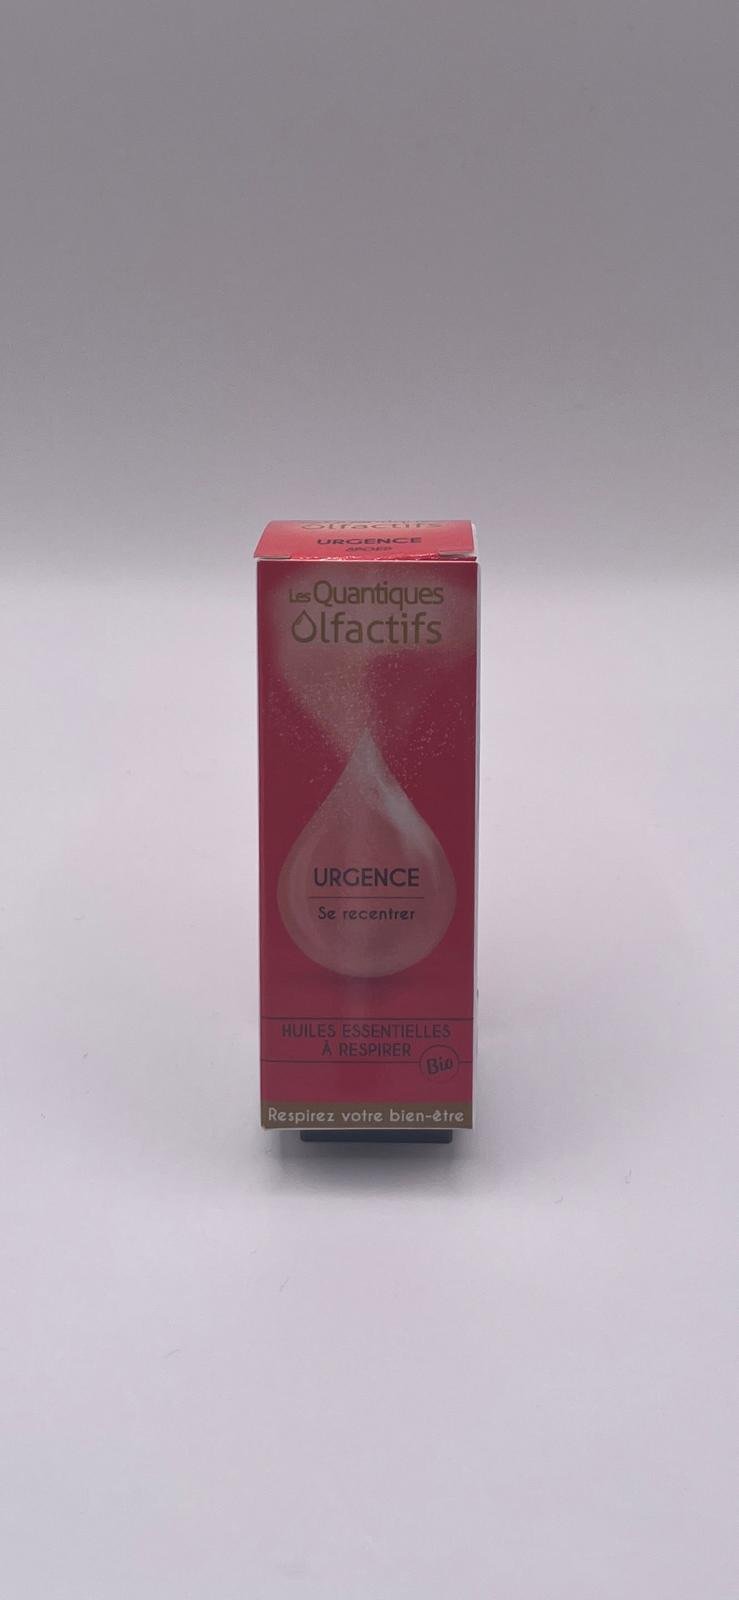 Olfactifs
URGENCE
Les Quantiques
Olfactifs
URGENCE
Se recentrer
HUILES ESSENTIELLES
À RESPIRER
Bio
Respirez votre bien-être